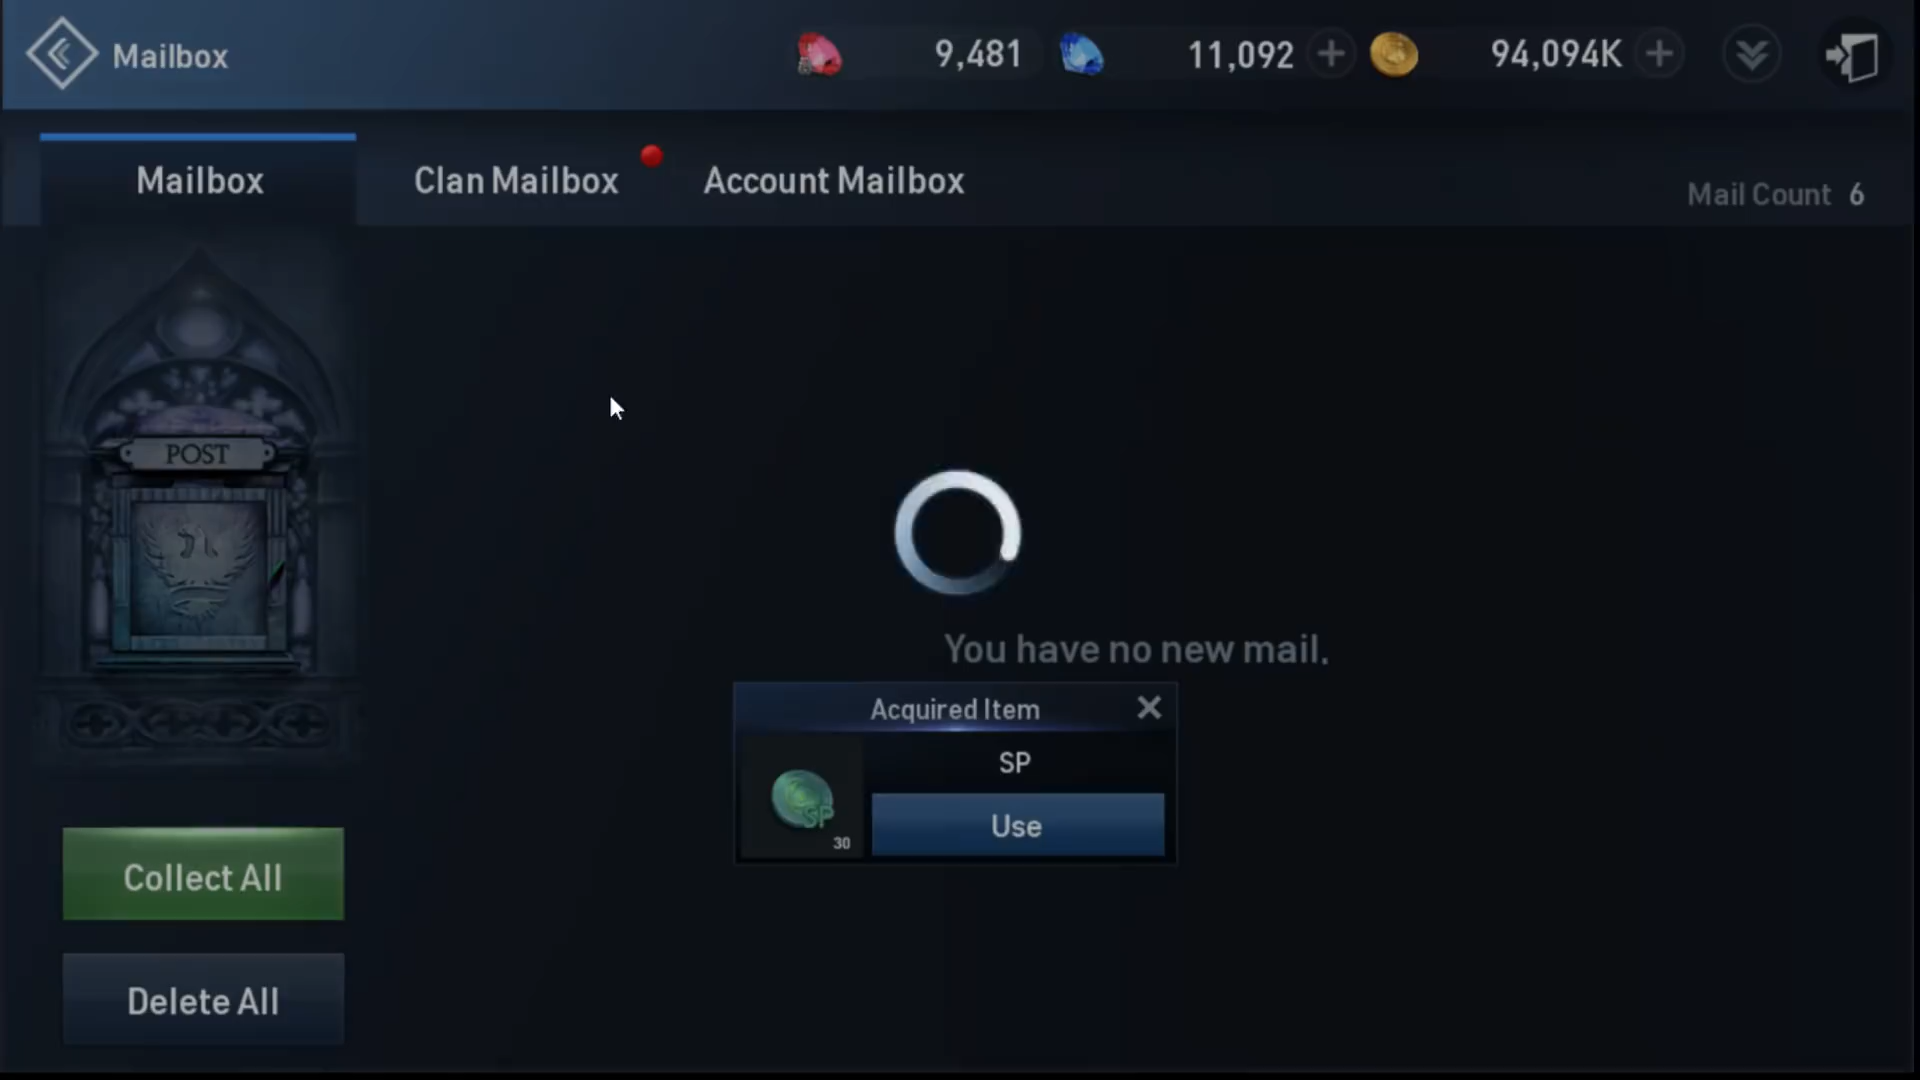 Mailbox
9,481
11,092
94,094K
Mailbox
Clan Mailbox
Account Mailbox
Mail Count 6
POST
You have no new mail.
Acquired Item
SP
SP
30
Use
Collect All
Delete All